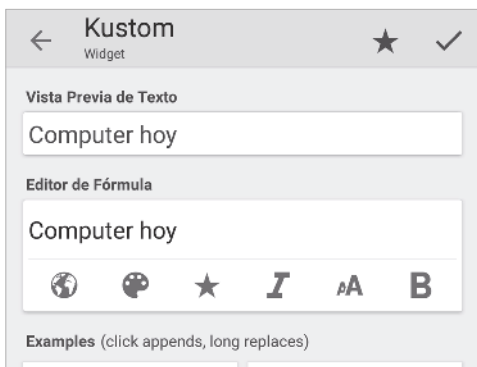 Kustom
Widget
Vista Previa de Texto
Computer hoy
Editor de Fórmula
Computer hoy
I AA B
Examples (click appends, long replaces)